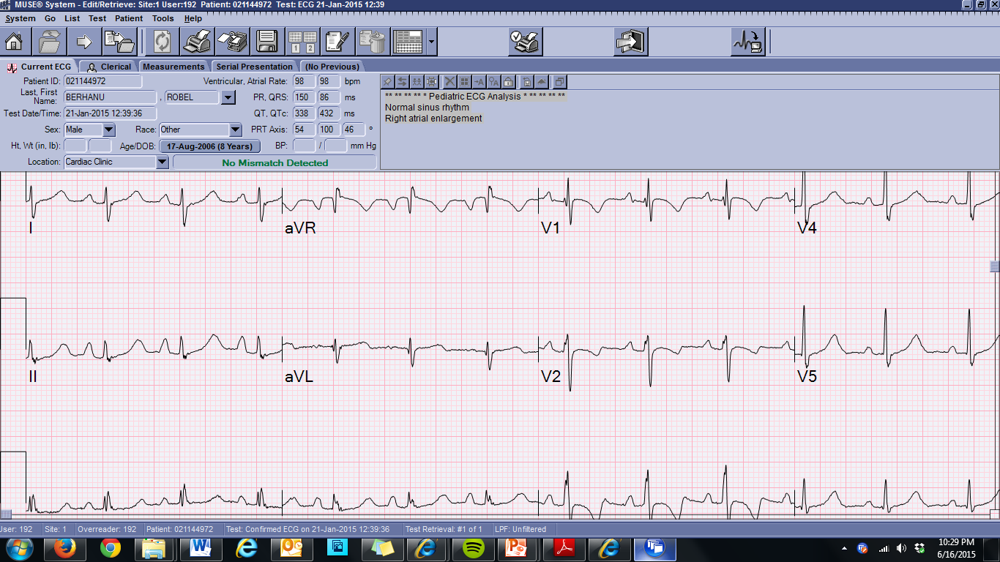 MUSE® System - Edit/Retrieve: Site:1 User:192 Patient: 021144972 Test: ECG 21-Jan-2015 12:39
System Go List Test Patient Tools Help
1 2
Current ECG Clerical Measurements Serial Presentation (No Previous)
Patient ID: 021144972 Ventricular, Atrial Rate: 98 98 bpm
Last, First Name: BERHANU , ROBEL PR, QRS: 150 86 ms
Test Date/Time: 21-Jan-2015 12:39:36 QT, QTc: 338 432 ms
Sex: Male Race: Other PRT Axis: 54 100 46 °
Ht, Wt (in, lb): Age/DOB: 17-Aug-2006 (8 Years) BP: / mm Hg
Location: Cardiac Clinic No Mismatch Detected
** ** ** ** * Pediatric ECG Analysis * ** ** ** **
Normal sinus rhythm
Right atrial enlargement
I aVR V1 V4
II aVL V2 V5
User: 192 Site: 1 Overreader: 192 Patient: 021144972 Test: Confirmed ECG on 21-Jan-2015 12:39:36 Test Retrieval: #1 of 1 LPF: Unfiltered
10:29 PM
6/16/2015